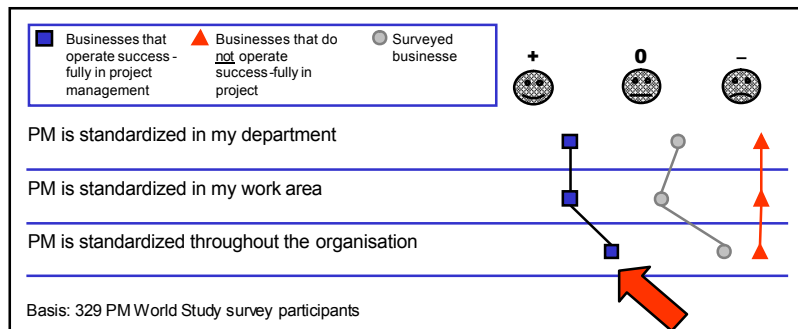 Businesses that
operate success -
fully in project
management
Businesses that do
not operate
success-fully in
project
Surveyed
businesse
+
0
–
PM is standardized in my department
PM is standardized in my work area
PM is standardized throughout the organisation
Basis: 329 PM World Study survey participants